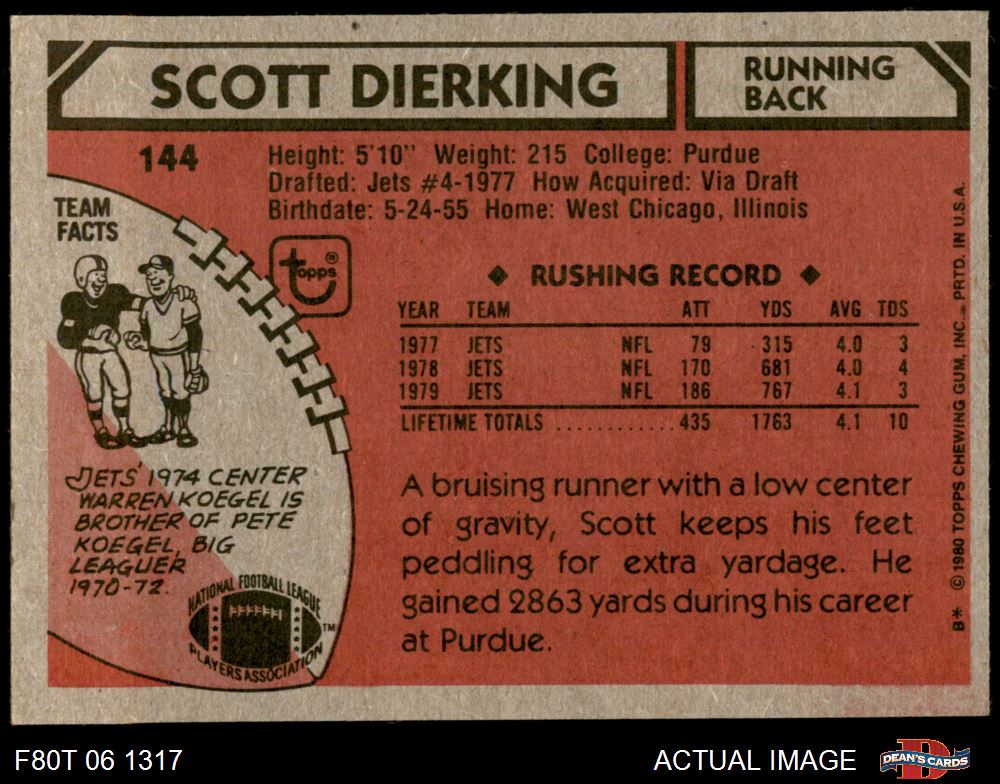 SCOTT DIERKING
RUNNING
BACK
144
Height: 5'10" Weight: 215 College: Purdue
Drafted: Jets #4-1977 How Acquired: Via Draft
Birthdate: 5-24-55 Home: West Chicago, Illinois
TEAM
FACTS
topps®
JETS' 1974 CENTER
WARREN KOEGEL IS
BROTHER OF PETE
KOEGEL, BIG
LEAGUER
1970-72.
NATIONAL FOOTBALL LEAGUE
PLAYERS ASSOCIATION
TM
◆ RUSHING RECORD ◆
YEAR TEAM ATT YDS AVG TDS
1977 JETS NFL 79 315 4.0 3
1978 JETS NFL 170 681 4.0 4
1979 JETS NFL 186 767 4.1 3
LIFETIME TOTALS ............ 435 1763 4.1 10
A bruising runner with a low center
of gravity, Scott keeps his feet
peddling for extra yardage. He
gained 2863 yards during his career
at Purdue.
B* © 1980 TOPPS CHEWING GUM, INC. PRTD. IN U.S.A.
F80T 06 1317
ACTUAL IMAGE
DEAN'S CARDS